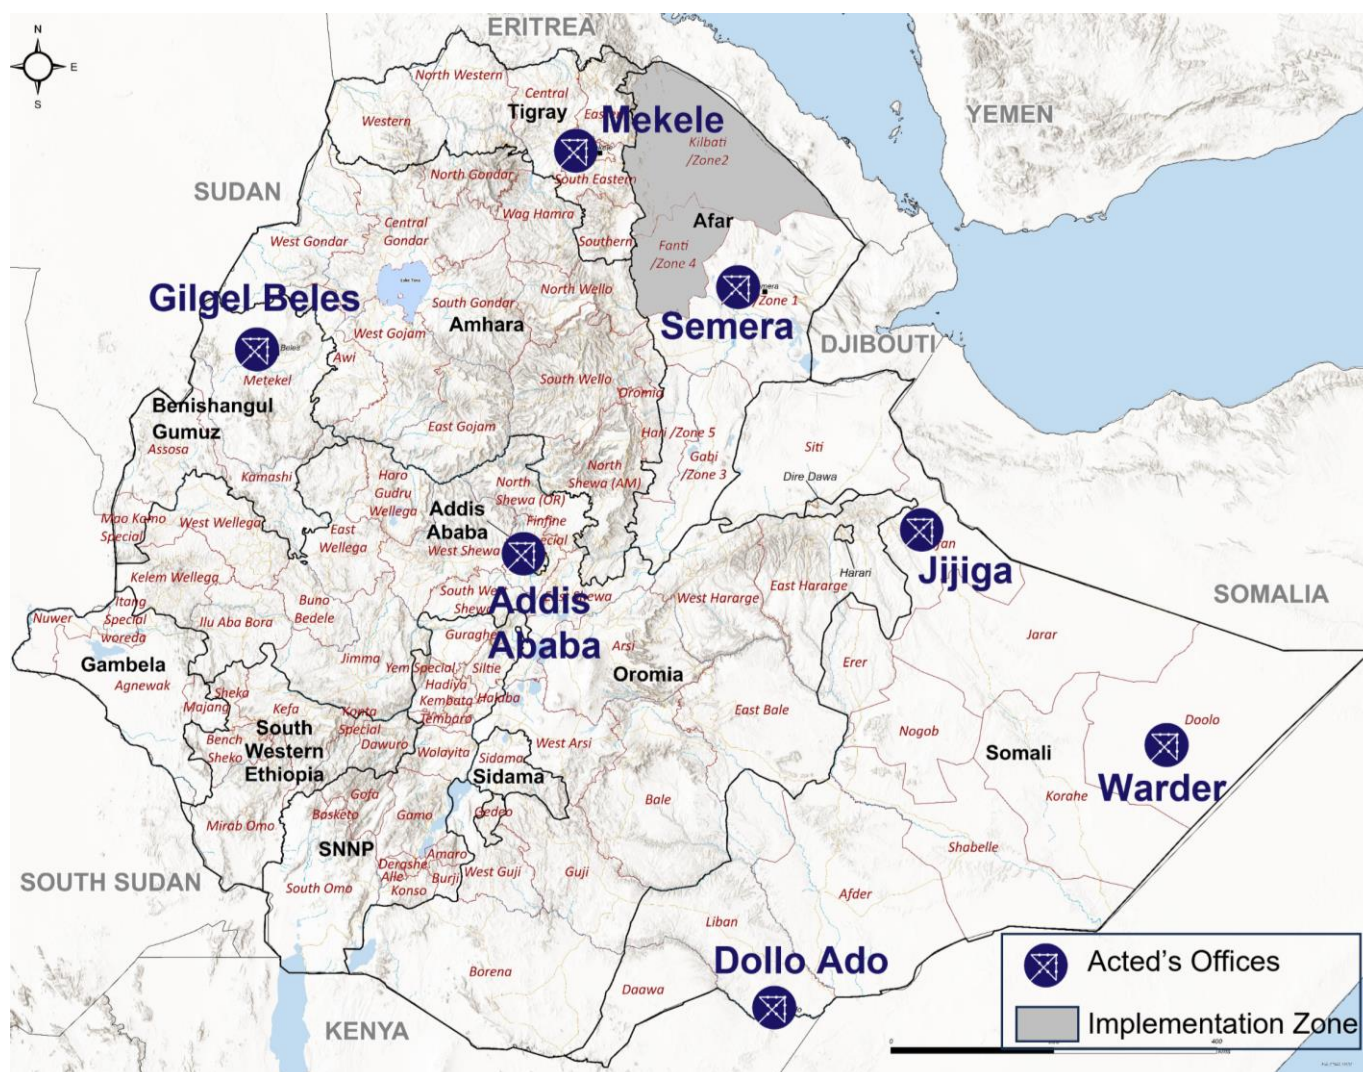 N
E
S
ERITREA
YEMEN
SUDAN
DJIBOUTI
SOMALIA
SOUTH SUDAN
KENYA
North Western
Western
Central
Tigray
Mekele
South Eastern
Southern
Kilbati
/Zone2
Afar
Fanti
/Zone 4
/Zone 1
Semera
North Gondar
Wag Hamra
Central
Gondar
West Gondar
Lake Tana
South Gondar
North Wello
Amhara
West Gojam
Awi
South Wello
Oromia
East Gojam
North
Shewa (AM)
Gilgel Beles
Beles
Metekel
Benishangul
Gumuz
Assosa
Kamashi
Mao Komo
Special
Hari /Zone 5
Gabi
/Zone 3
Siti
Dire Dawa
Haro
Gudru
Wellega
North
Shewa (OR)
Finfine
Addis
Ababa
West Shewa
West Wellega
East
Wellega
Kelem Wellega
Addis
Ababa
Buno
Bedele
Ilu Aba Bora
Jimma
Itang
Special
woreda
Nuwer
Gambela
Agnewak
Majang
Sheka
Kefa
South
Western
Ethiopia
Bench
Sheko
Konta
Special
Dawuro
Mirab Omo
Guraghe
Yem Special
Siltie
Hadiya
Kembata
Tembaro
Halaba
Wolayita
Sidama
Sidama
Gedeo
Gofa
Basketo
Gamo
SNNP
South Omo
Derashe
Alle
Konso
Amaro
Burji
West Guji
Guji
Borena
Arsi
Oromia
West Arsi
Bale
East Bale
West Hararge
East Hararge
Harari
Jijiga
Jarar
Erer
Nogob
Somali
Doolo
Warder
Korahe
Shabelle
Afder
Liban
Daawa
Dollo Ado
Acted's Offices
Implementation Zone
0
400